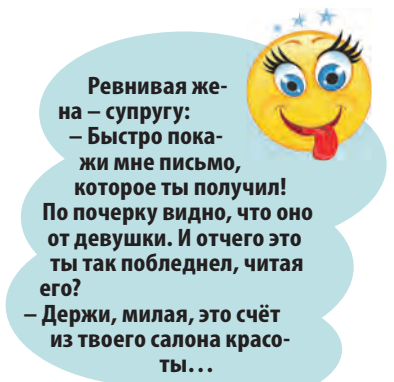 Ревнивая же-
на – супругу:
– Быстро пока-
жи мне письмо,
которое ты получил!
По почерку видно, что оно
от девушки. И отчего это
ты так побледнел, читая
его?
– Держи, милая, это счёт
из твоего салона красо-
ты...